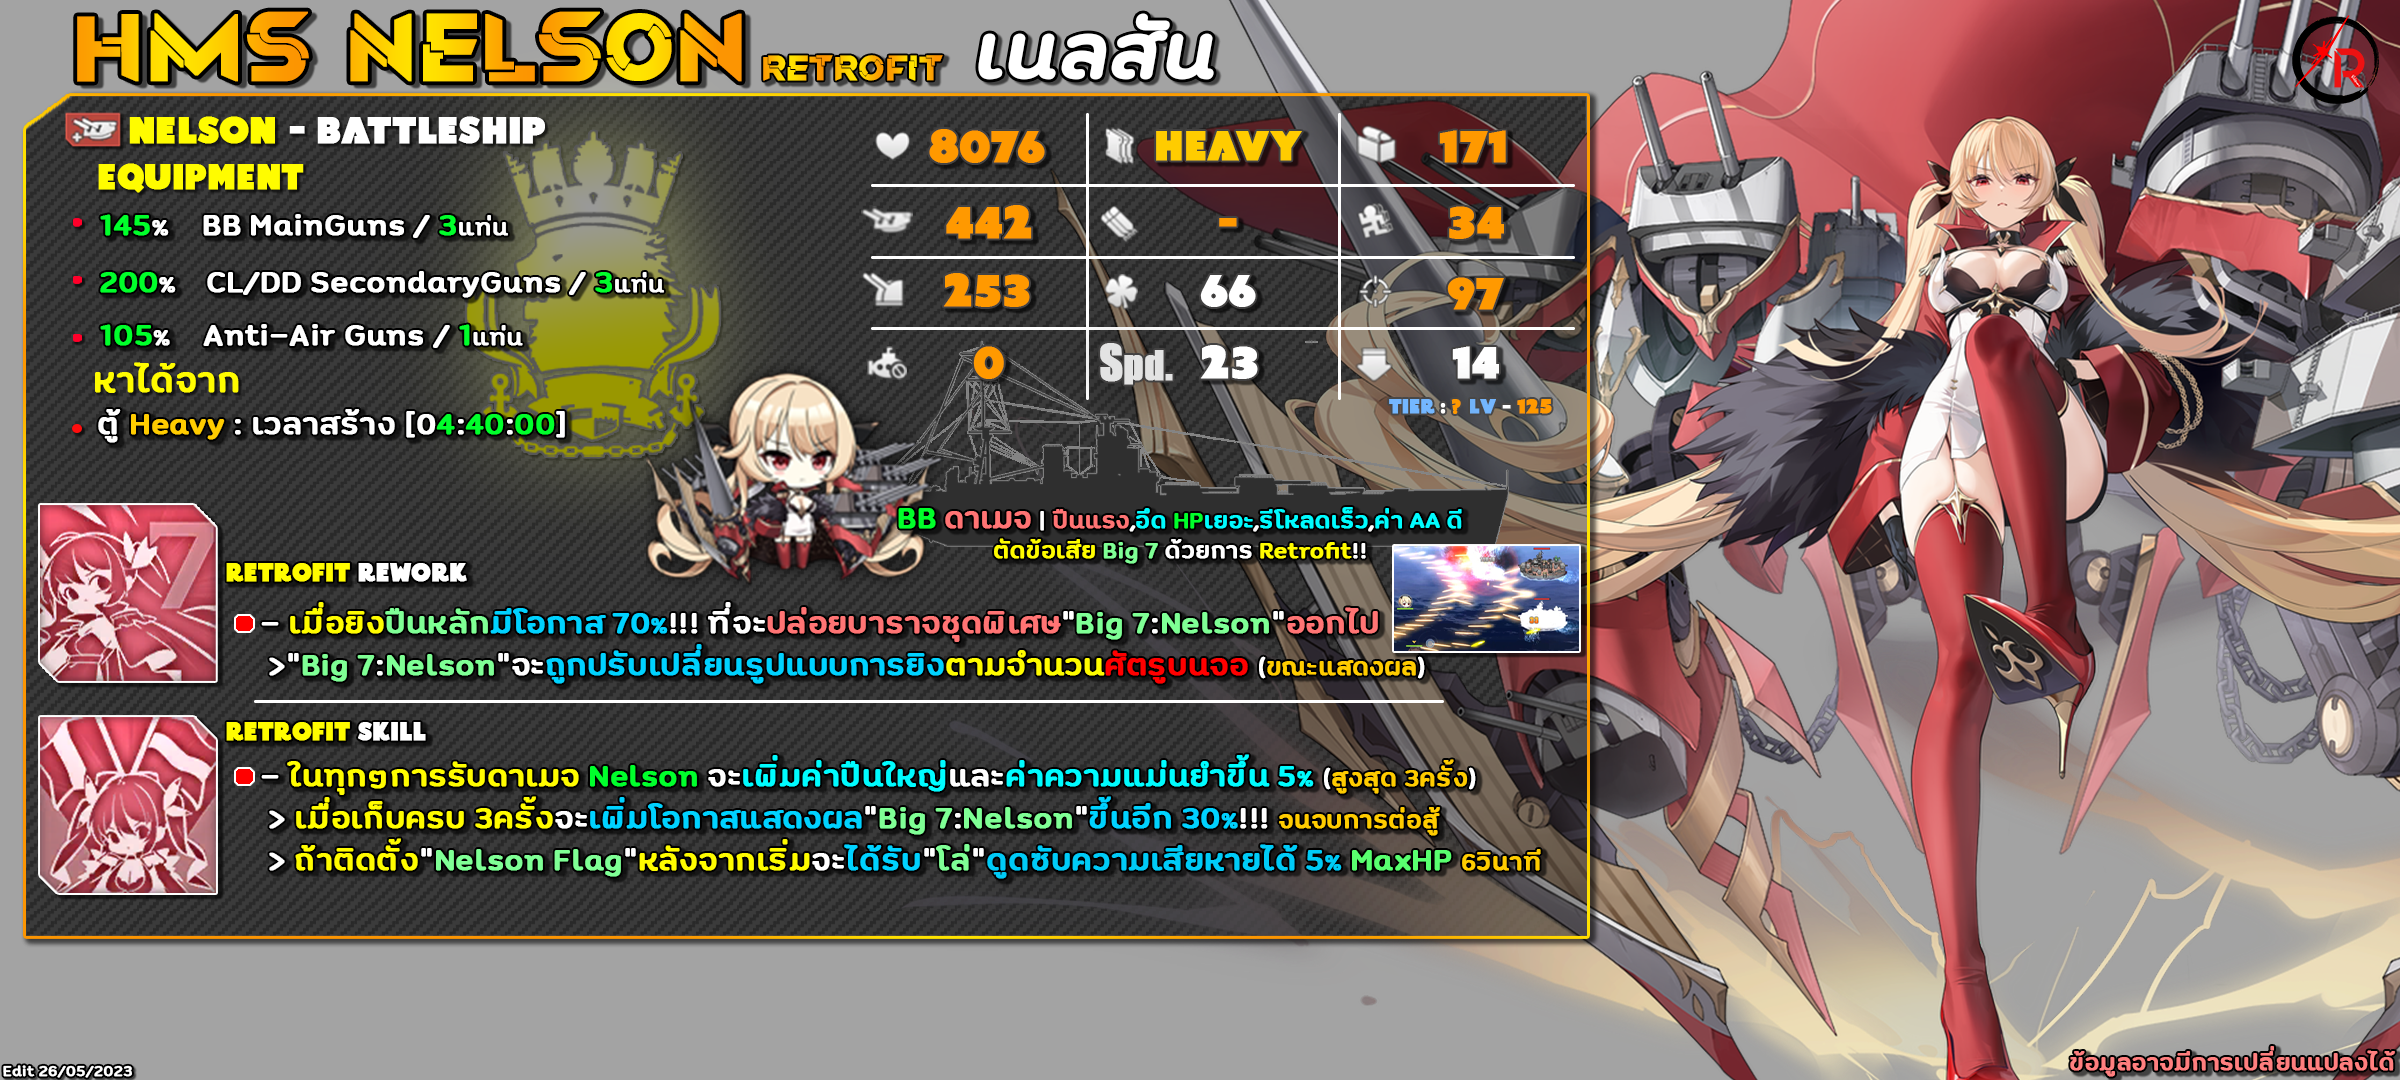 HMS NELSON RETROFIT เนลสัน
R
NELSON - BATTLESHIP
EQUIPMENT
145% BB MainGuns / 3แท่น
200% CL/DD SecondaryGuns / 3แท่น
105% Anti-Air Guns / 1แท่น
หาได้จาก
ตู้ Heavy : เวลาสร้าง [04:40:00]
8076 HEAVY 171
442 - 34
253 66 97
0 Spd. 23 14
TIER : ? LV - 125
BB ดาเมจ | ปืนแรง,อึด HPเยอะ,รีโหลดเร็ว,ค่า AA ดี
ตัดข้อเสีย Big 7 ด้วยการ Retrofit!!
7
RETROFIT REWORK
- เมื่อยิงปืนหลักมีโอกาส 70%!!! ที่จะปล่อยบาราจชุดพิเศษ"Big 7:Nelson"ออกไป
>"Big 7:Nelson"จะถูกปรับเปลี่ยนรูปแบบการยิงตามจำนวนศัตรูบนจอ (ขณะแสดงผล)
RETROFIT SKILL
- ในทุกๆการรับดาเมจ Nelson จะเพิ่มค่าปืนใหญ่และค่าความแม่นยำขึ้น 5% (สูงสุด 3ครั้ง)
> เมื่อเก็บครบ 3ครั้งจะเพิ่มโอกาสแสดงผล"Big 7:Nelson"ขึ้นอีก 30%!!! จนจบการต่อสู้
> ถ้าติดตั้ง"Nelson Flag"หลังจากเริ่มจะได้รับ"โล่"ดูดซับความเสียหายได้ 5% MaxHP 6วินาที
Edit 26/05/2023
ข้อมูลอาจมีการเปลี่ยนแปลงได้